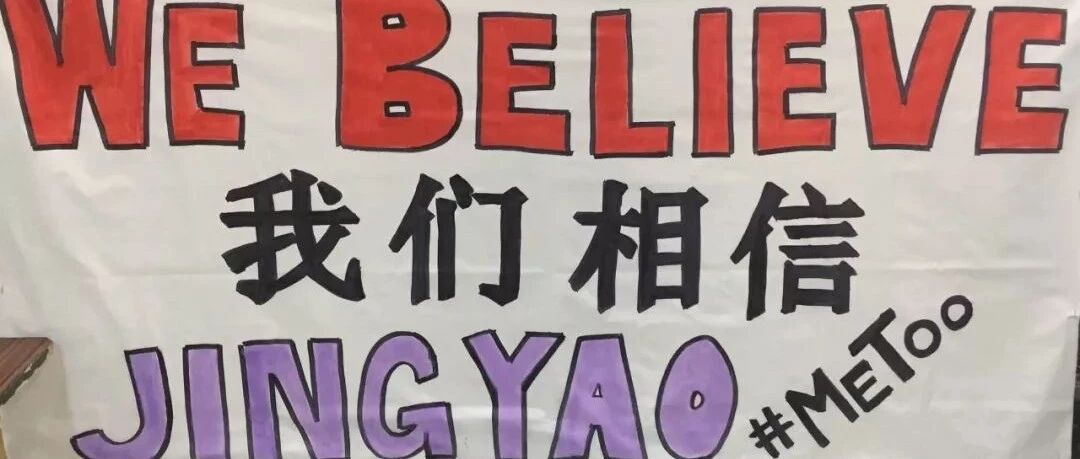 WE BELIEVE
我们相信
JINGYAO
#METOO